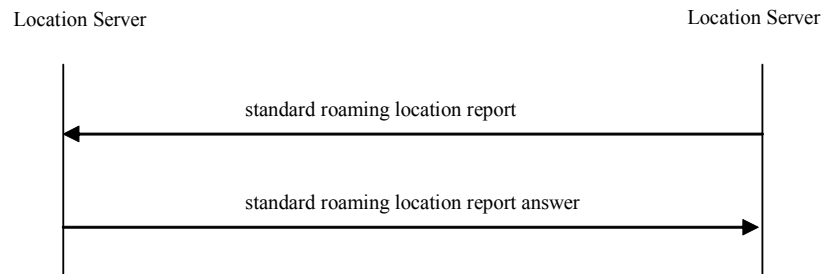 Location Server
Location Server
standard roaming location report
standard roaming location report answer